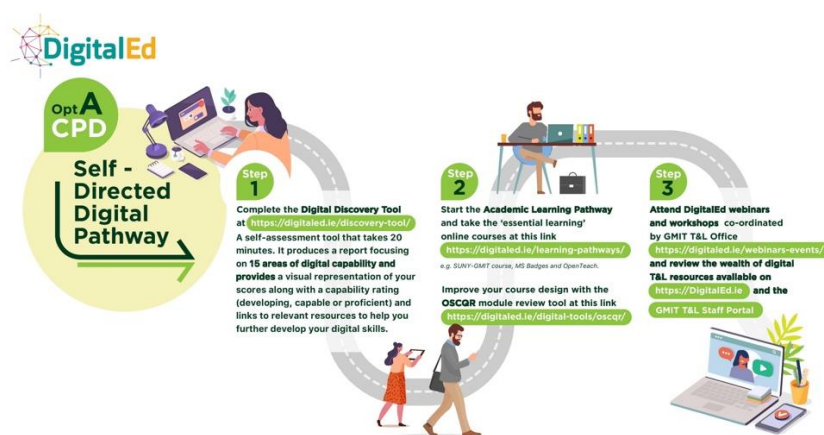 DigitalEd
Opt A
CPD
Self -
Directed
Digital
Pathway
Step
1
Complete the Digital Discovery Tool
at https://digitaled.ie/discovery-tool/
A self-assessment tool that takes 20
minutes. It produces a report focusing
on 15 areas of digital capability and
provides a visual representation of your
scores along with a capability rating
(developing, capable or proficient) and
links to relevant resources to help you
further develop your digital skills.
Step
2
Start the Academic Learning Pathway
and take the ‘essential learning’
online courses at this link
https://digitaled.ie/learning-pathways/
e.g. SUNY-GMIT course, MS Badges and OpenTeach.
Improve your course design with the
OSCQR module review tool at this link
https://digitaled.ie/digital-tools/oscqr/
Step
3
Attend DigitalEd webinars
and workshops co-ordinated
by GMIT T&L Office
https://digitaled.ie/webinars-events/
and review the wealth of digital
T&L resources available on
https://DigitalEd.ie and the
GMIT T&L Staff Portal